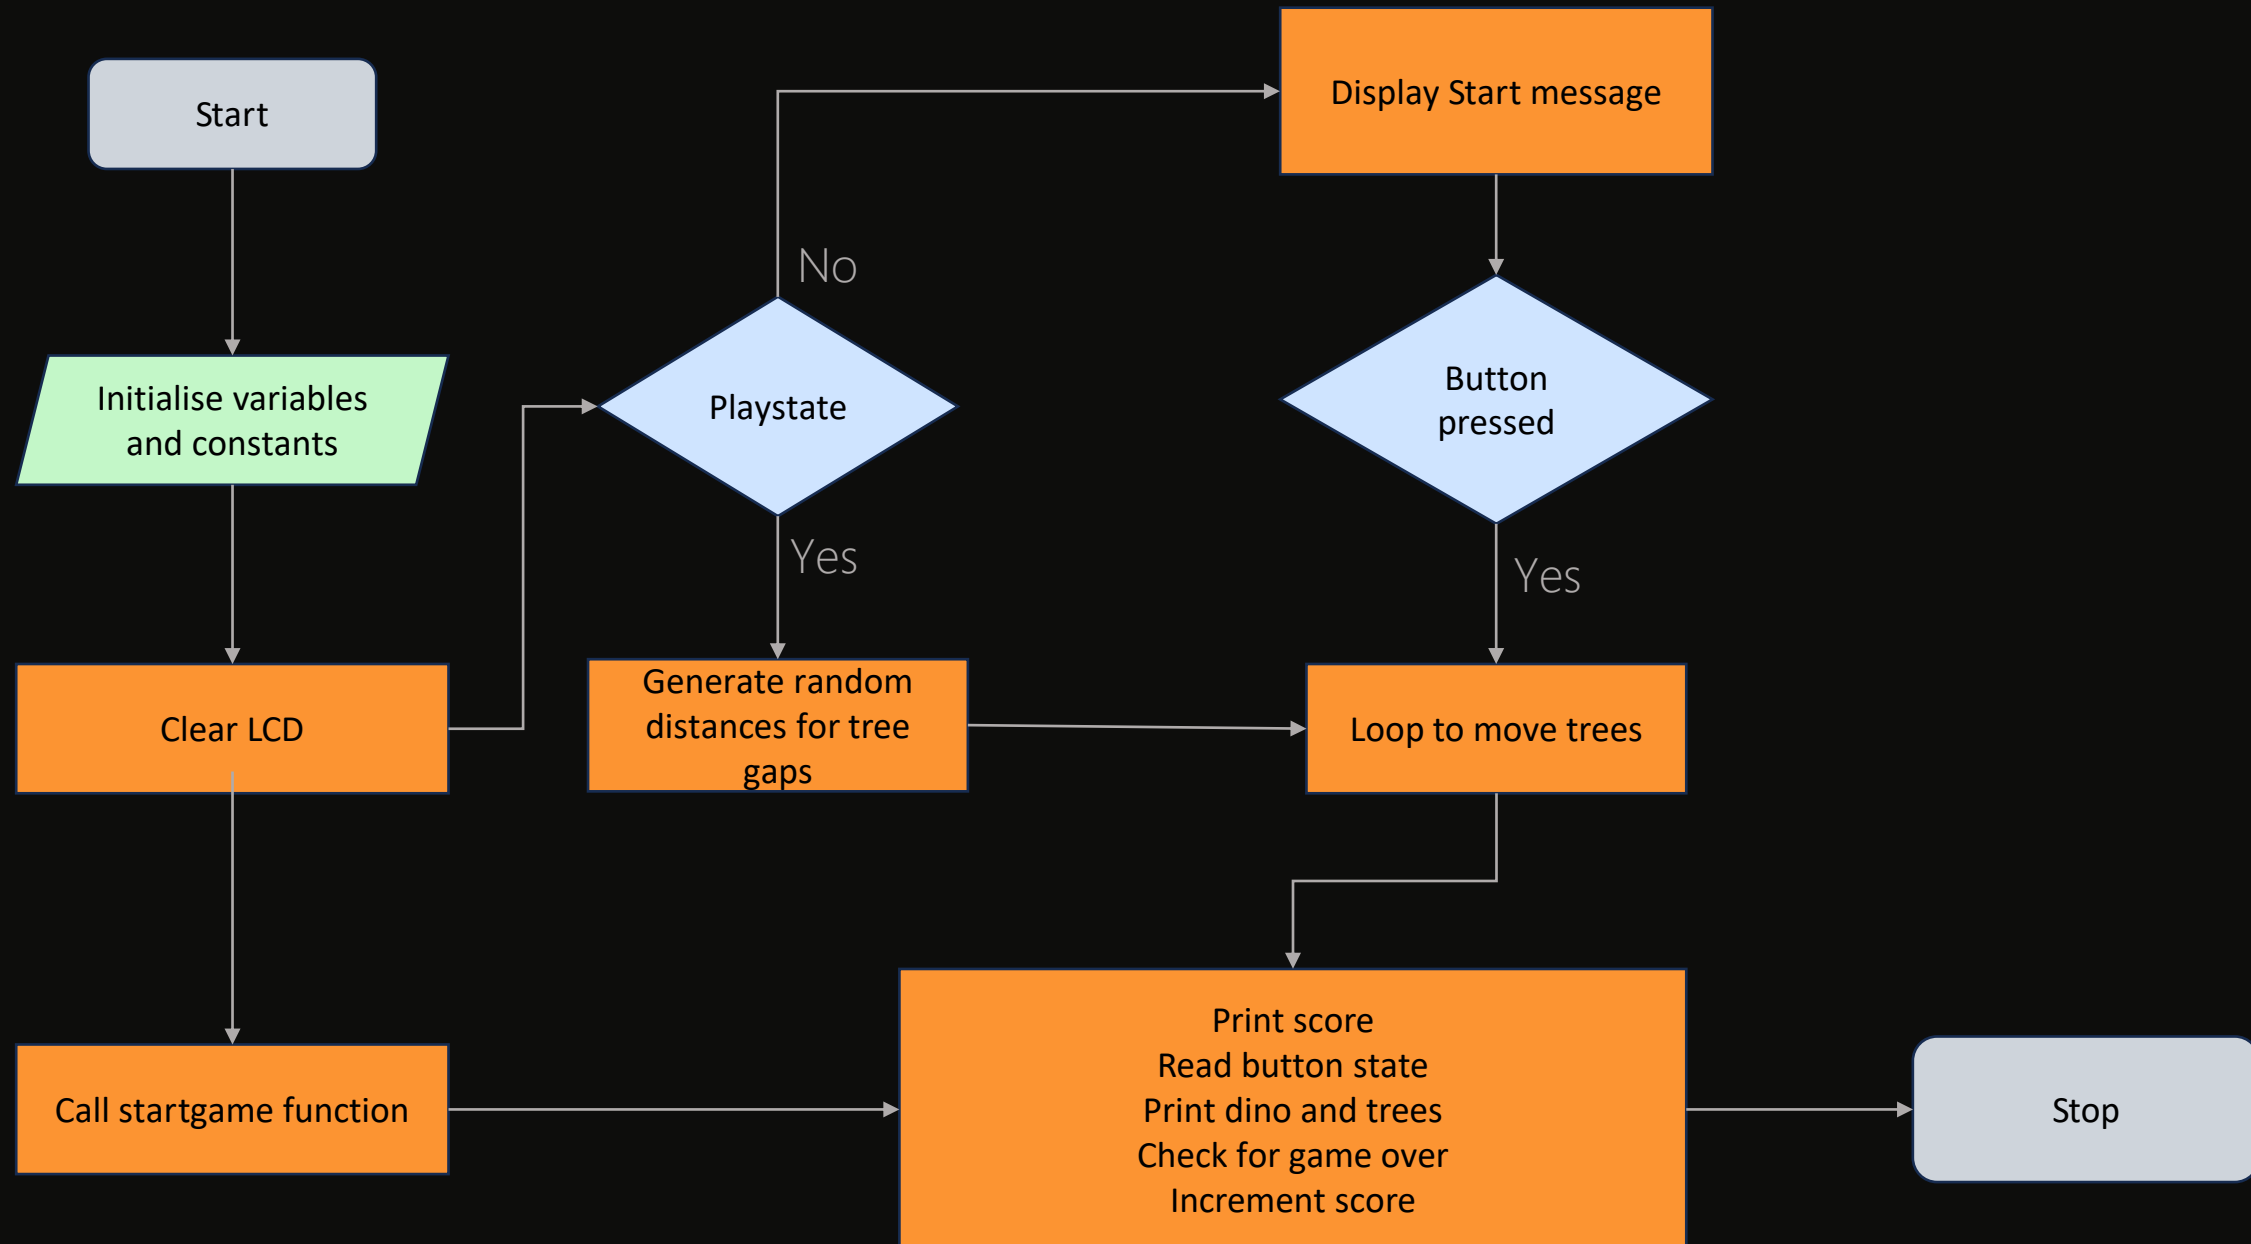 Start
Display Start message
No
Initialise variables
and constants
Playstate
Button
pressed
Yes
Yes
Clear LCD
Generate random
distances for tree
gaps
Loop to move trees
Call startgame function
Print score
Read button state
Print dino and trees
Check for game over
Increment score
Stop